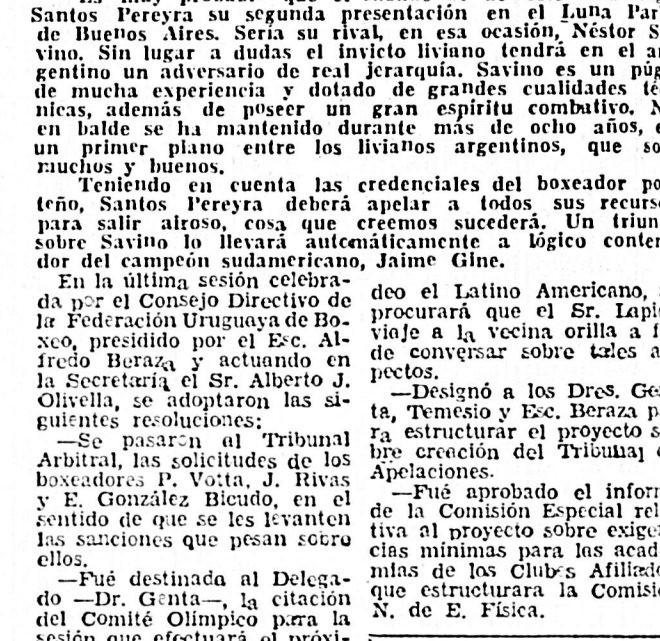 Santos Pereyra su segunda presentación en el Luna Par
de Buenos Aires. Sería su rival, en esa ocasión, Néstor S
vino. Sin lugar a dudas el invicto liviano tendrá en el a
gentino un adversario de real jerarquía. Savino es un púg
de mucha experiencia y dotado de grandes cualidades té
nicas, además de poseer un gran espíritu combativo. N
en balde se ha mantenido durante más de ocho años, e
un primer plano entre los livianos argentinos, que so
muchos y buenos.
Teniendo en cuenta las credenciales del boxeador po
teño, Santos Pereyra deberá apelar a todos sus recurs
para salir airoso, cosa que creemos sucederá. Un triun
sobre Savino lo llevará automáticamente a lógico conten
dor del campeón sudamericano, Jaime Gine.
En la última sesión celebra-
da por el Consejo Directivo de
la Federación Uruguaya de Bo-
xeo, presidido por el Esc. Al-
fredo Beraza y actuando en
la Secretaría el Sr. Alberto J.
Olivella, se adoptaron las si-
guientes resoluciones:
—Se pasaron al Tribunal
Arbitral, las solicitudes de los
boxeadores P. Votta, J. Rivas
y E. González Bicudo, en el
sentido de que se les levanten
las sanciones que pesan sobre
ellos.
—Fué destinada al Delega-
do —Dr. Genta—, la citación
del Comité Olímpico para la
sesión que efectuará el próxi-
deo el Latino Americano,
procurará que el Sr. Lapi
viaje a la vecina orilla a f
de conversar sobre tales a
pectos.
—Designó a los Dres. Ge
ta, Temesio y Esc. Beraza p
ra estructurar el proyecto s
bre creación del Tribunal
Apelaciones.
—Fué aprobado el inform
de la Comisión Especial rel
tiva al proyecto sobre exige
cias mínimas para las acad
mias de los Clubes Afiliado
que estructurara la Comisi
N. de E. Física.